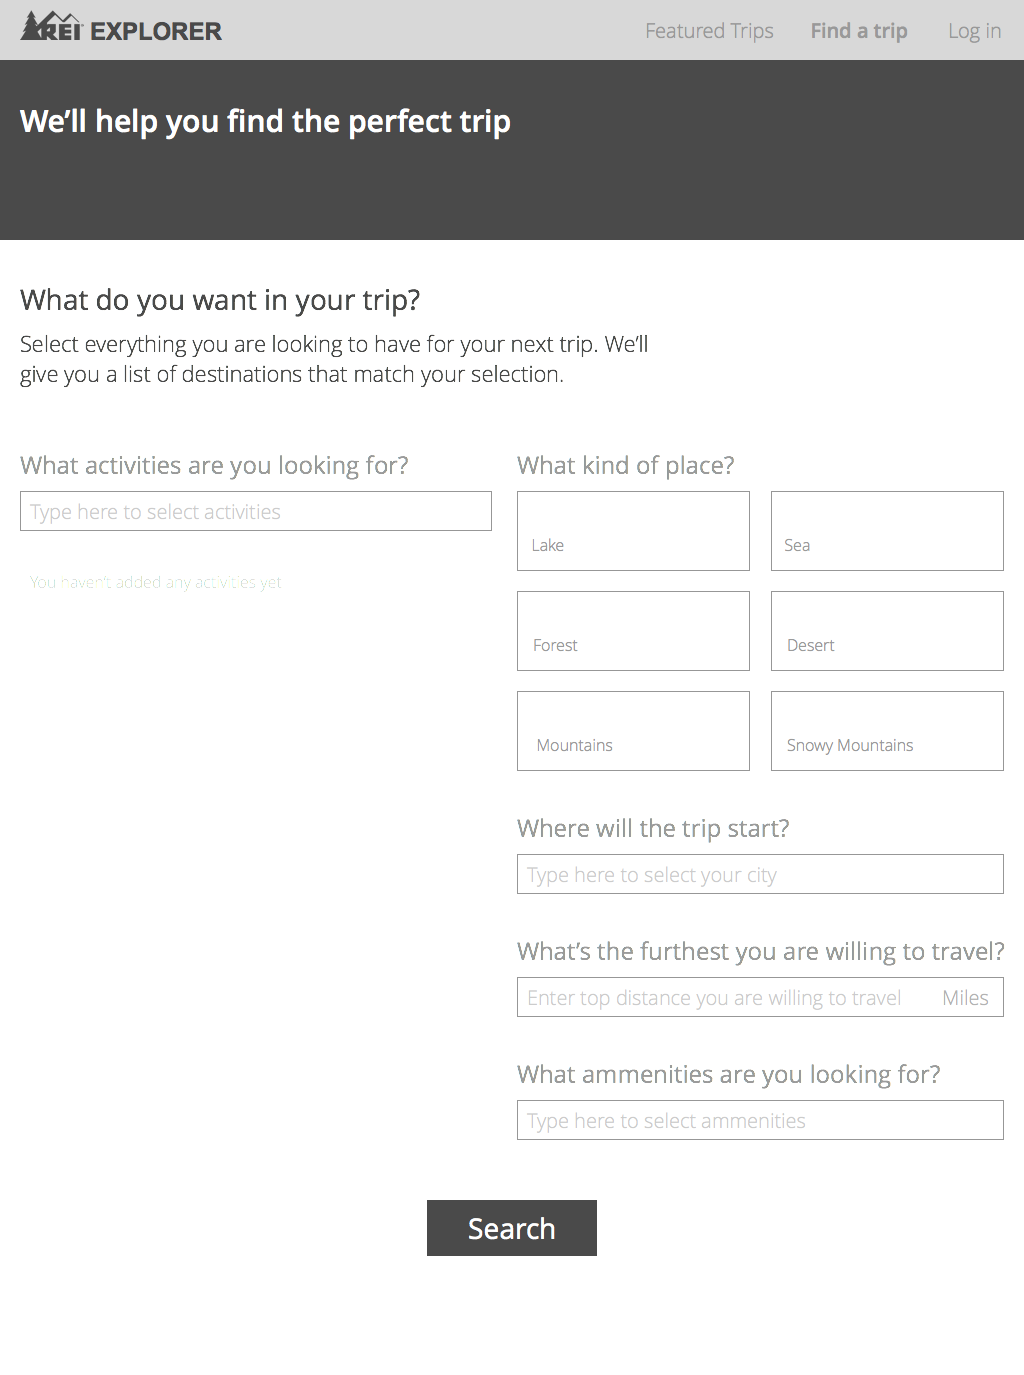 REI EXPLORER
Featured Trips
Find a trip
Log in
We’ll help you find the perfect trip
What do you want in your trip?
Select everything you are looking to have for your next trip. We’ll
give you a list of destinations that match your selection.
What activities are you looking for?
Type here to select activities
You haven’t added any activities yet
What kind of place?
Lake
Sea
Forest
Desert
Mountains
Snowy Mountains
Where will the trip start?
Type here to select your city
What’s the furthest you are willing to travel?
Enter top distance you are willing to travel
Miles
What ammenities are you looking for?
Type here to select ammenities
Search